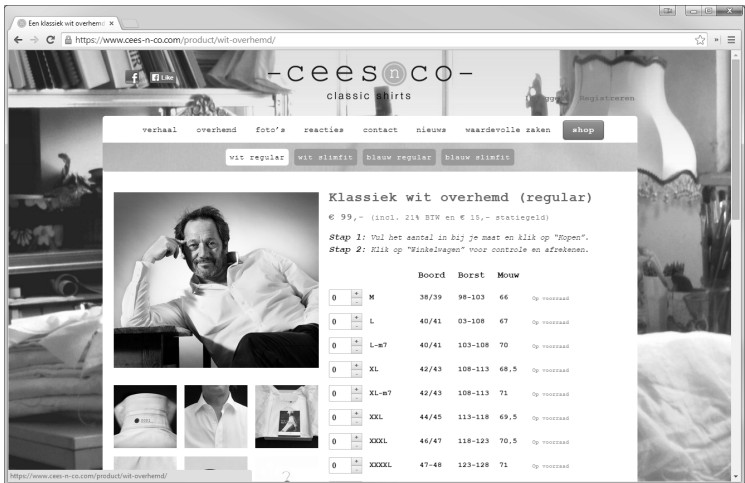 Een klassiek wit overhemd
https://www.cees-n-co.com/product/wit-overhemd/
f Like
-cees n co-
classic shirts
Registreren
verhaal overhemd foto's reacties contact nieuws waardevolle zaken shop
wit regular wit slimfit blauw regular blauw slimfit
Klassiek wit overhemd (regular)
€ 99,- (incl. 21% BTW en € 15,- statiegeld)
Stap 1: Vul het aantal in bij je maat en klik op "Kopen".
Stap 2: Klik op "Winkelwagen" voor controle en afrekenen.
Boord Borst Mouw
0 M 38/39 98-103 66 Op voorraad
0 L 40/41 03-108 67 Op voorraad
0 L-m7 40/41 103-108 70 Op voorraad
0 XL 42/43 108-113 68,5 Op voorraad
0 XL-m7 42/43 108-113 71 Op voorraad
0 XXL 44/45 113-118 69,5 Op voorraad
0 XXXL 46/47 118-123 70,5 Op voorraad
0 XXXXL 47-48 123-128 71 Op voorraad
https://www.cees-n-co.com/product/wit-overhemd/